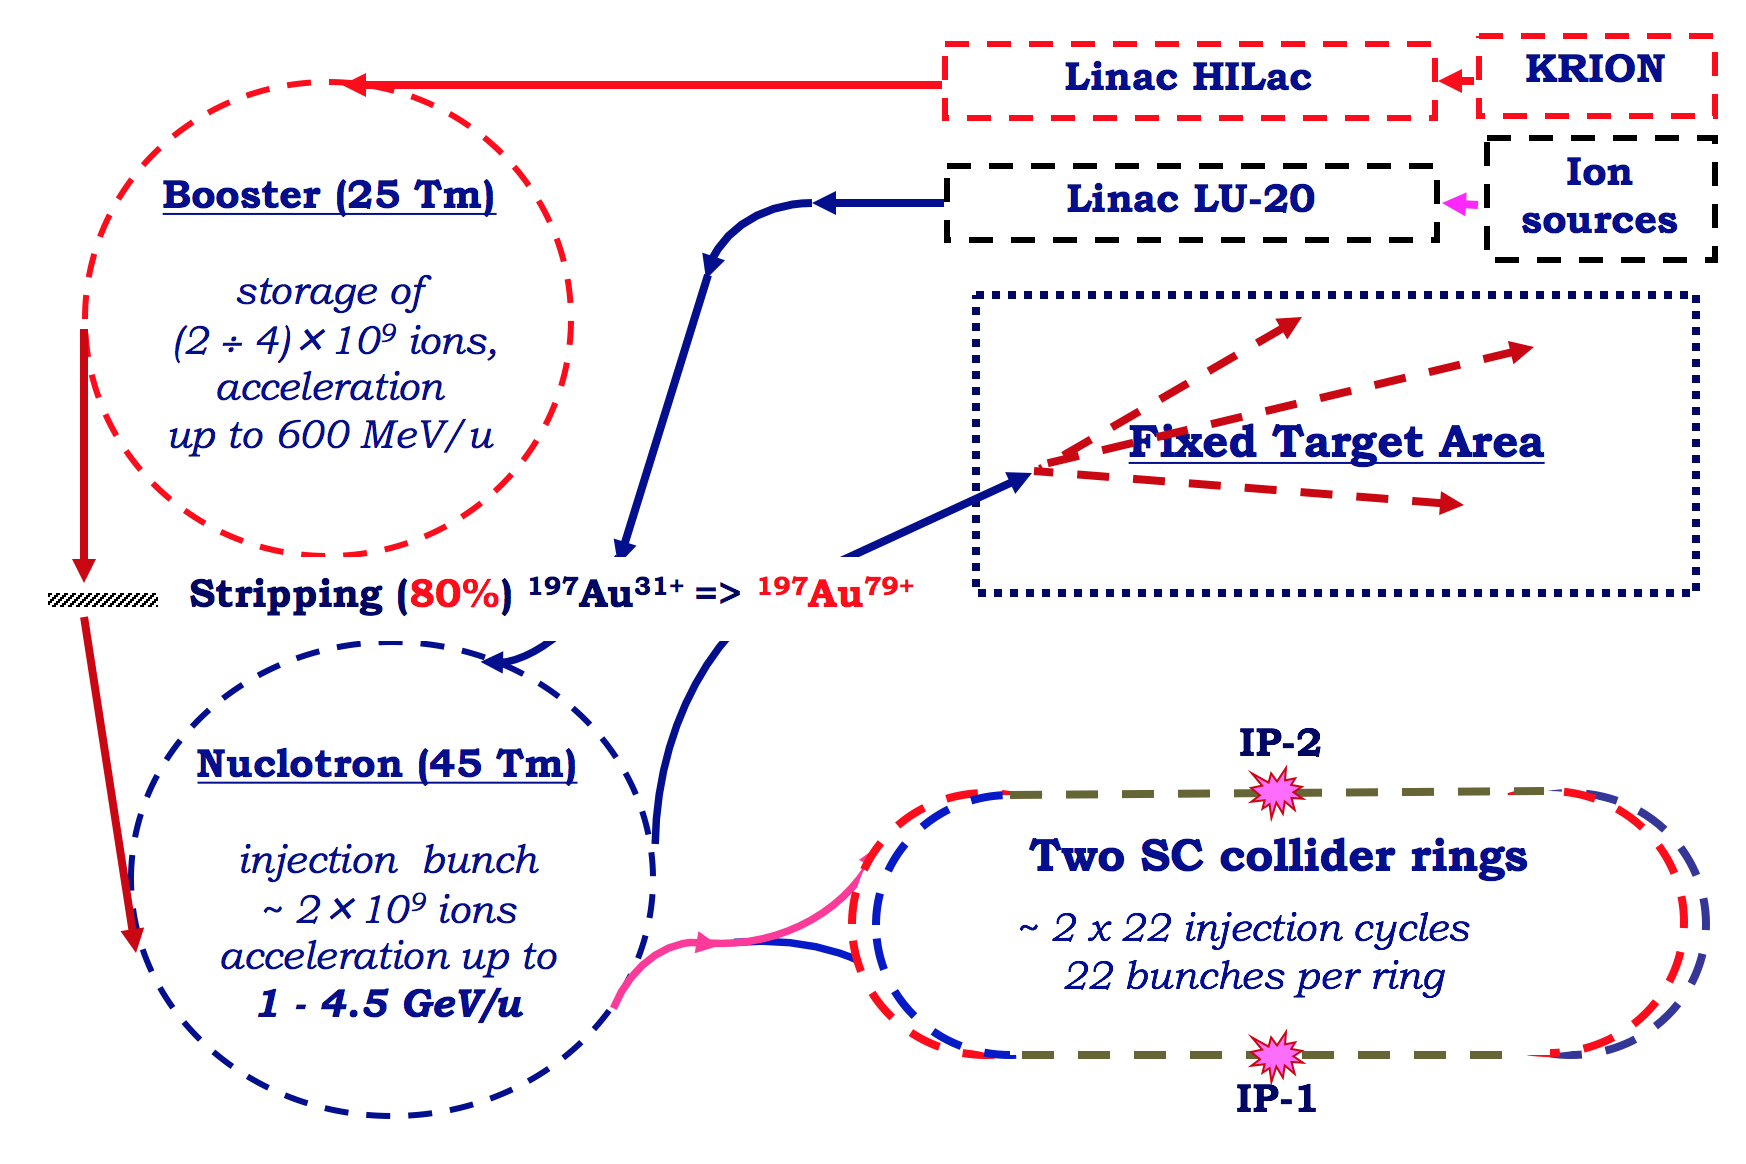 Linac HILac
KRION
Linac LU-20
Ion
sources
Booster (25 Tm)
storage of
(2 ÷ 4)×10⁹ ions,
acceleration
up to 600 MeV/u
Fixed Target Area
Stripping (80%) ¹⁹⁷Au³¹⁺ => ¹⁹⁷Au⁷⁹⁺
Nuclotron (45 Tm)
injection bunch
~ 2×10⁹ ions
acceleration up to
1 - 4.5 GeV/u
IP-2
Two SC collider rings
~ 2 x 22 injection cycles
22 bunches per ring
IP-1